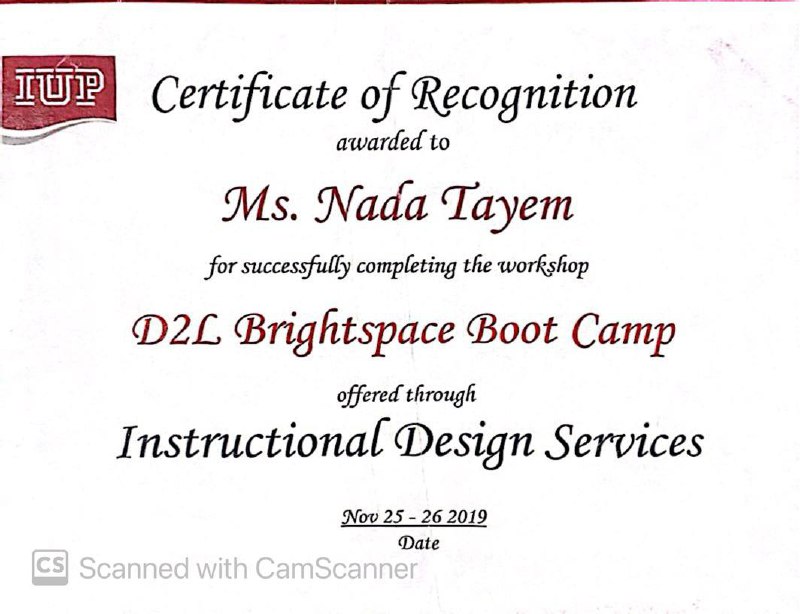 IUP
Certificate of Recognition
awarded to
Ms. Nada Tayem
for successfully completing the workshop
D2L Brightspace Boot Camp
offered through
Instructional Design Services
Nov 25 - 26 2019
Date
CS Scanned with CamScanner